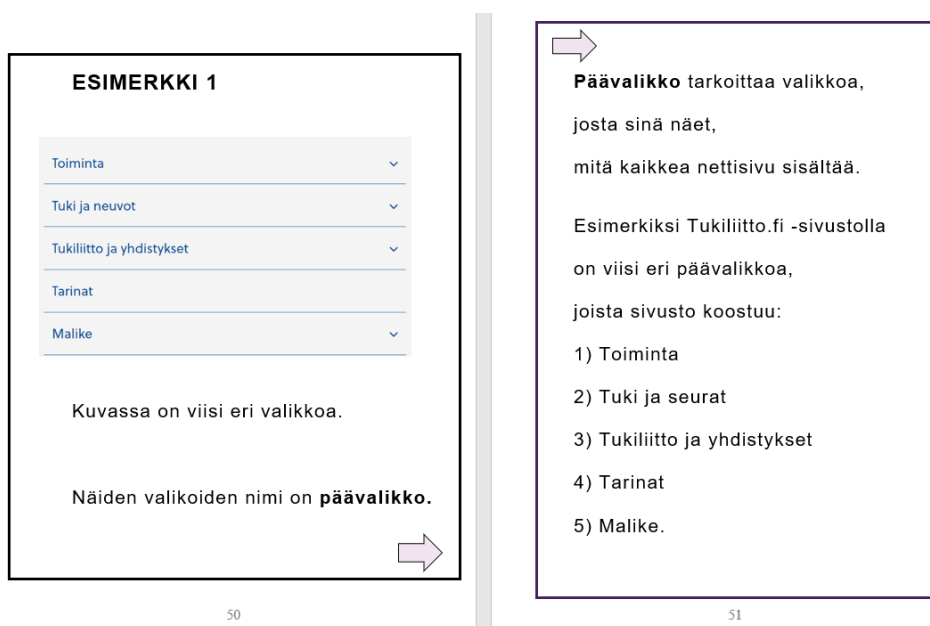 ESIMERKKI 1
Toiminta
Tuki ja neuvot
Tukiliitto ja yhdistykset
Tarinat
Malike
Kuvassa on viisi eri valikkoa.
Näiden valikoiden nimi on päävalikko.
50
Päävalikko tarkoittaa valikkoa,
josta sinä näet,
mitä kaikkea nettisivu sisältää.
Esimerkiksi Tukiliitto.fi -sivustolla
on viisi eri päävalikkoa,
joista sivusto koostuu:
1) Toiminta
2) Tuki ja seurat
3) Tukiliitto ja yhdistykset
4) Tarinat
5) Malike.
51